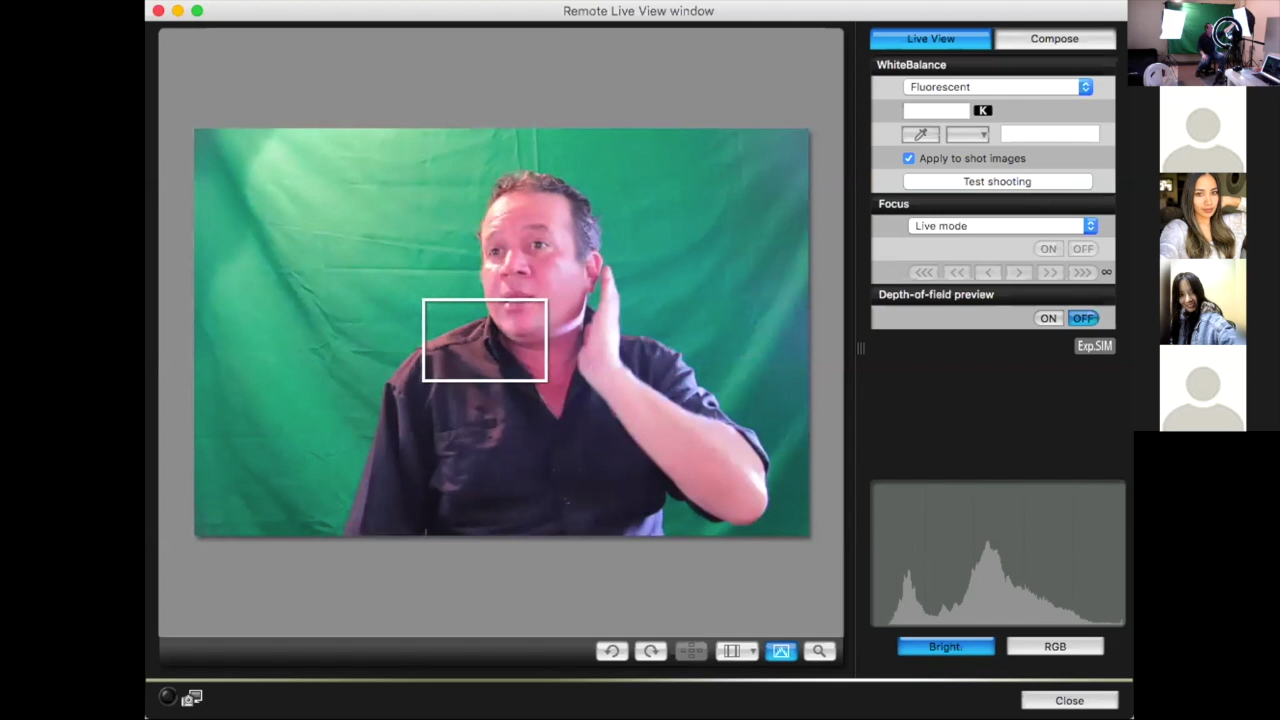 Remote Live View window
Live View
Compose
WhiteBalance
Fluorescent
K
Apply to shot images
Test shooting
Focus
Live mode
ON
OFF
Depth-of-field preview
ON
OFF
Exp.SIM
Bright.
RGB
Close